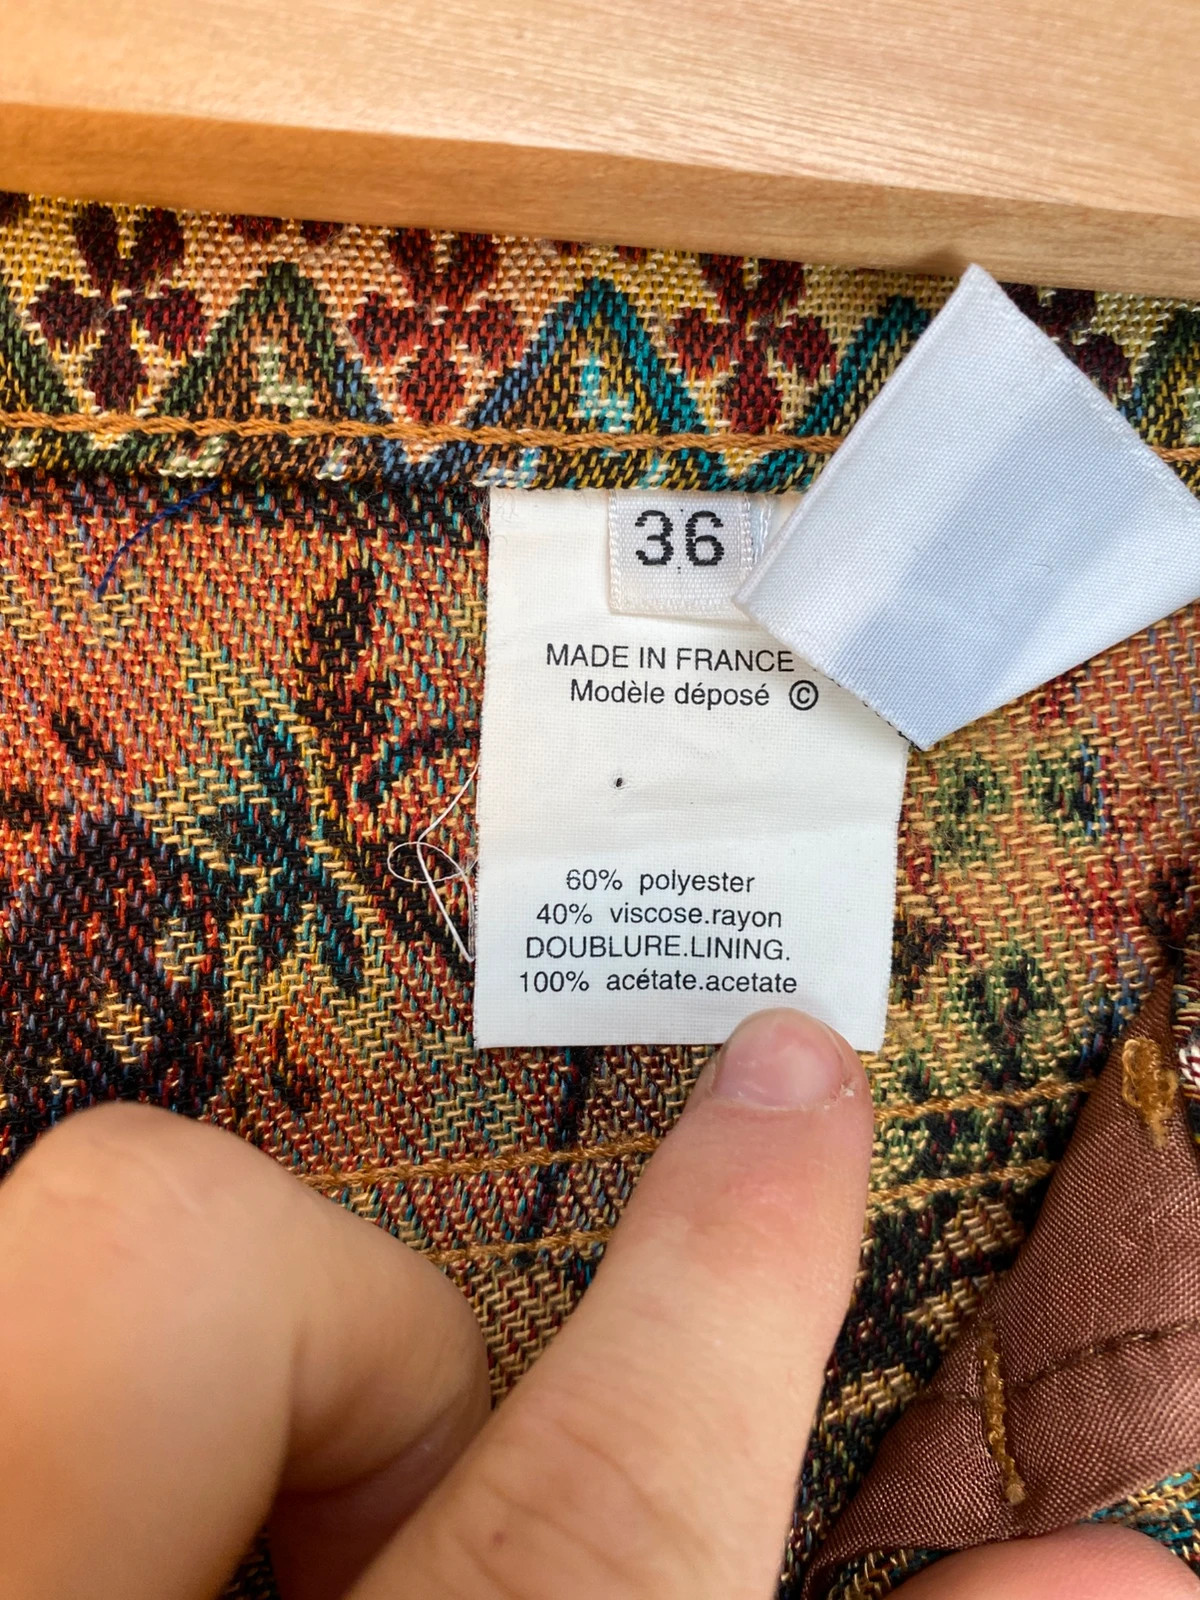 36
MADE IN FRANCE
Modèle déposé ©
60% polyester
40% viscose.rayon
DOUBLURE.LINING.
100% acétate.acetate